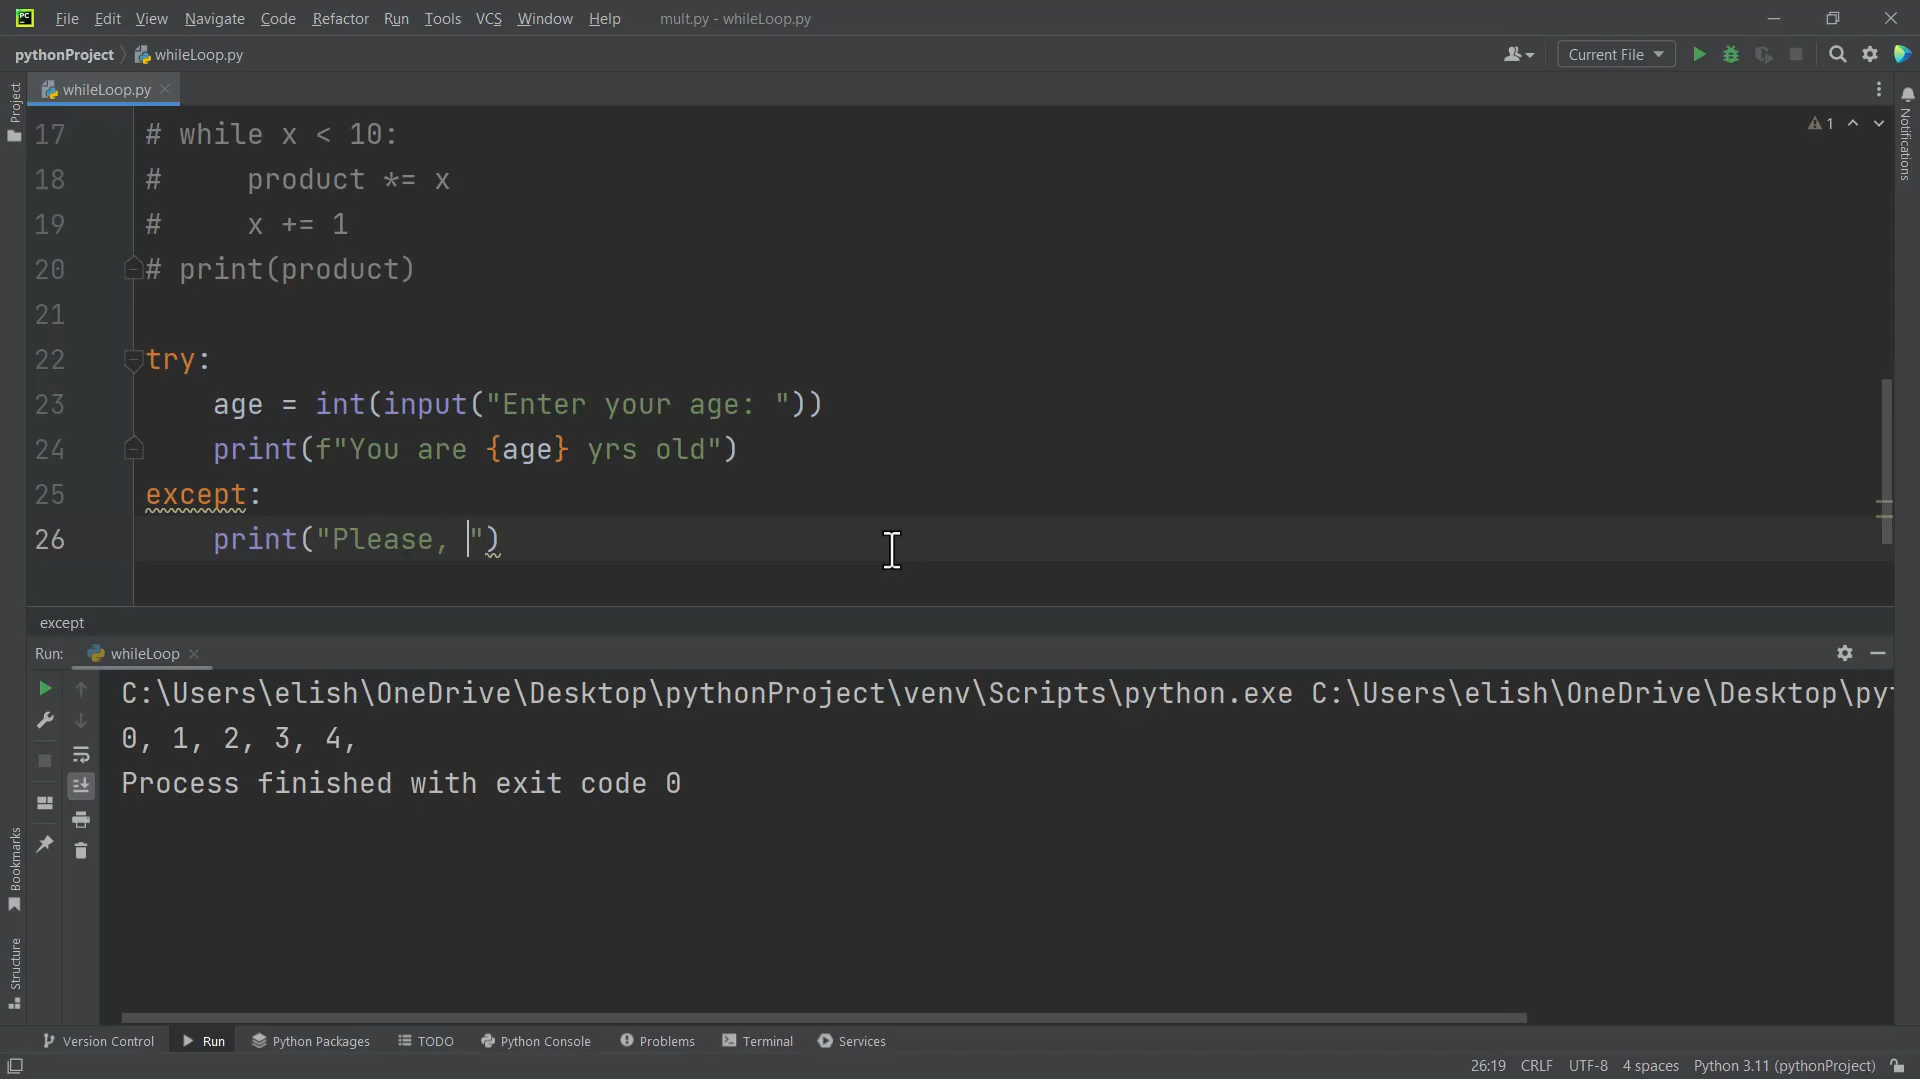 PC File Edit View Navigate Code Refactor Run Tools VCS Window Help mult.py - whileLoop.py
pythonProject whileLoop.py Current File
whileLoop.py
Project
Notifications
1
17 # while x < 10:
18 #     product *= x
19 #     x += 1
20 # print(product)
21
22 try:
23     age = int(input("Enter your age: "))
24     print(f"You are {age} yrs old")
25 except:
26     print("Please, ")
except
Run: whileLoop
C:\Users\elish\OneDrive\Desktop\pythonProject\venv\Scripts\python.exe C:\Users\elish\OneDrive\Desktop\py
0, 1, 2, 3, 4,
Process finished with exit code 0
Bookmarks
Structure
Version Control Run Python Packages TODO Python Console Problems Terminal Services
26:19 CRLF UTF-8 4 spaces Python 3.11 (pythonProject)